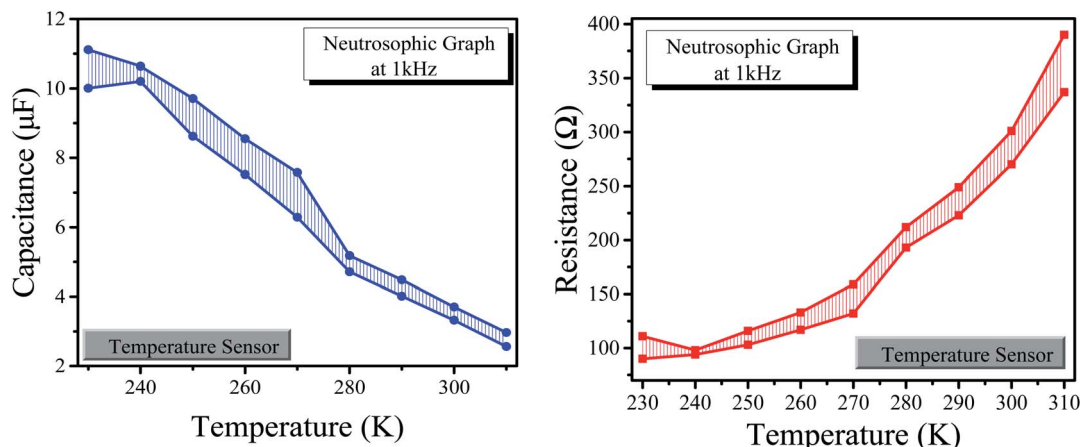 12
10
8
6
4
2
Capacitance (μF)
Neutrosophic Graph
at 1kHz
Temperature Sensor
240 260 280 300
Temperature (K)
400
350
300
250
200
150
100
Resistance (Ω)
Neutrosophic Graph
at 1kHz
Temperature Sensor
230 240 250 260 270 280 290 300 310
Temperature (K)